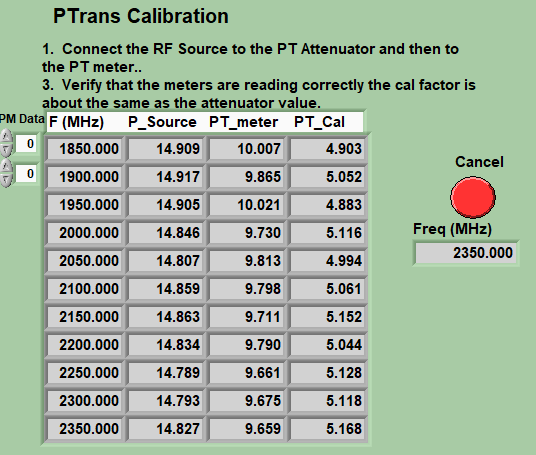 PTrans Calibration
1. Connect the RF Source to the PT Attenuator and then to
the PT meter..
3. Verify that the meters are reading correctly the cal factor is
about the same as the attenuator value.
PM Data F (MHz) P_Source PT_meter PT_Cal
0
0
1850.000 14.909 10.007 4.903
1900.000 14.917 9.865 5.052
1950.000 14.905 10.021 4.883
2000.000 14.846 9.730 5.116
2050.000 14.807 9.813 4.994
2100.000 14.859 9.798 5.061
2150.000 14.863 9.711 5.152
2200.000 14.834 9.790 5.044
2250.000 14.789 9.661 5.128
2300.000 14.793 9.675 5.118
2350.000 14.827 9.659 5.168
Cancel
Freq (MHz)
2350.000